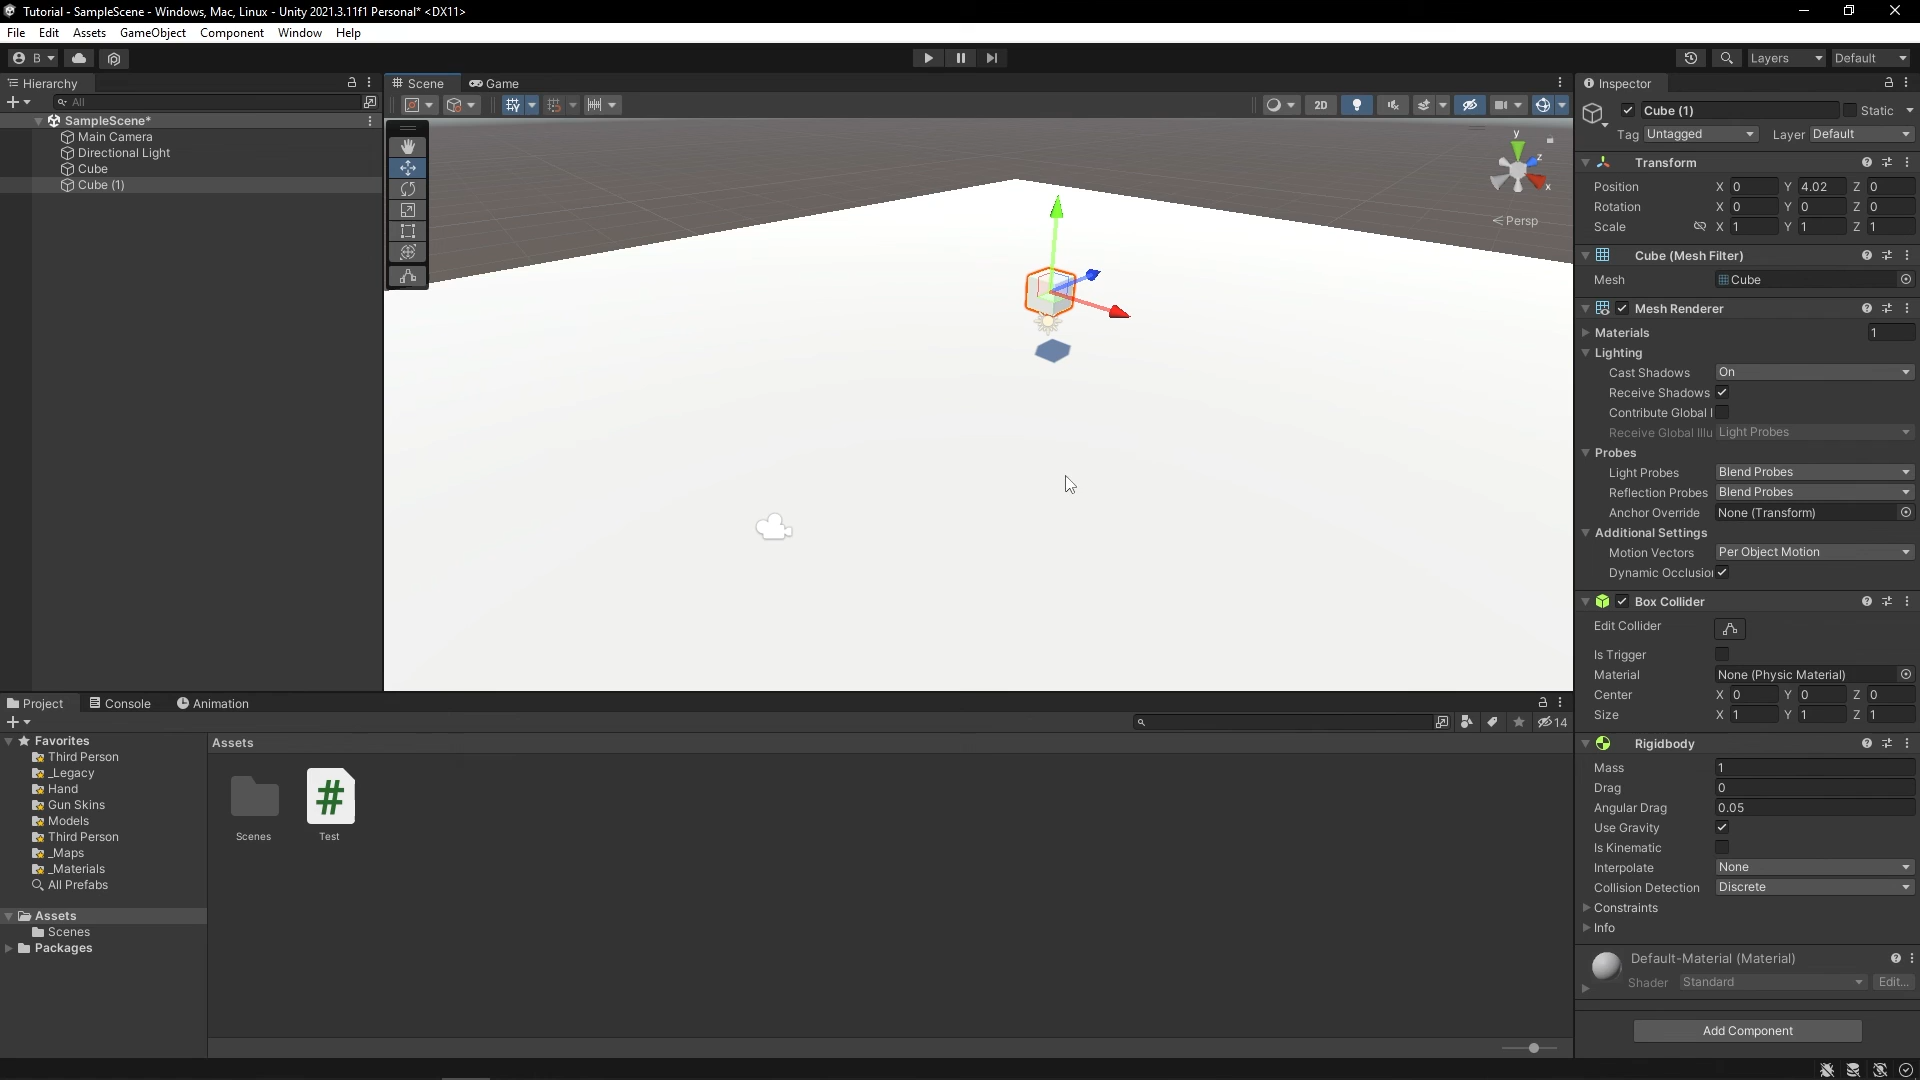 Tutorial - SampleScene - Windows, Mac, Linux - Unity 2021.3.11f1 Personal* <DX11>
File Edit Assets GameObject Component Window Help
B
Layers Default
Hierarchy
All
SampleScene*
Main Camera
Directional Light
Cube
Cube (1)
Scene Game
2D
y
z
x
Persp
Inspector
Cube (1) Static
Tag Untagged Layer Default
Transform
Position X 0 Y 4.02 Z 0
Rotation X 0 Y 0 Z 0
Scale X 1 Y 1 Z 1
Cube (Mesh Filter)
Mesh Cube
Mesh Renderer
Materials 1
Lighting
Cast Shadows On
Receive Shadows
Contribute Global I
Receive Global Illu Light Probes
Probes
Light Probes Blend Probes
Reflection Probes Blend Probes
Anchor Override None (Transform)
Additional Settings
Motion Vectors Per Object Motion
Dynamic Occlusion
Box Collider
Edit Collider
Is Trigger
Material None (Physic Material)
Center X 0 Y 0 Z 0
Size X 1 Y 1 Z 1
Rigidbody
Mass 1
Drag 0
Angular Drag 0.05
Use Gravity
Is Kinematic
Interpolate None
Collision Detection Discrete
Constraints
Info
Default-Material (Material)
Shader Standard Edit...
Add Component
Project Console Animation
14
Favorites
Third Person
_Legacy
Hand
Gun Skins
Models
Third Person
_Maps
_Materials
All Prefabs
Assets
Scenes
Packages
Assets
Scenes
#
Test